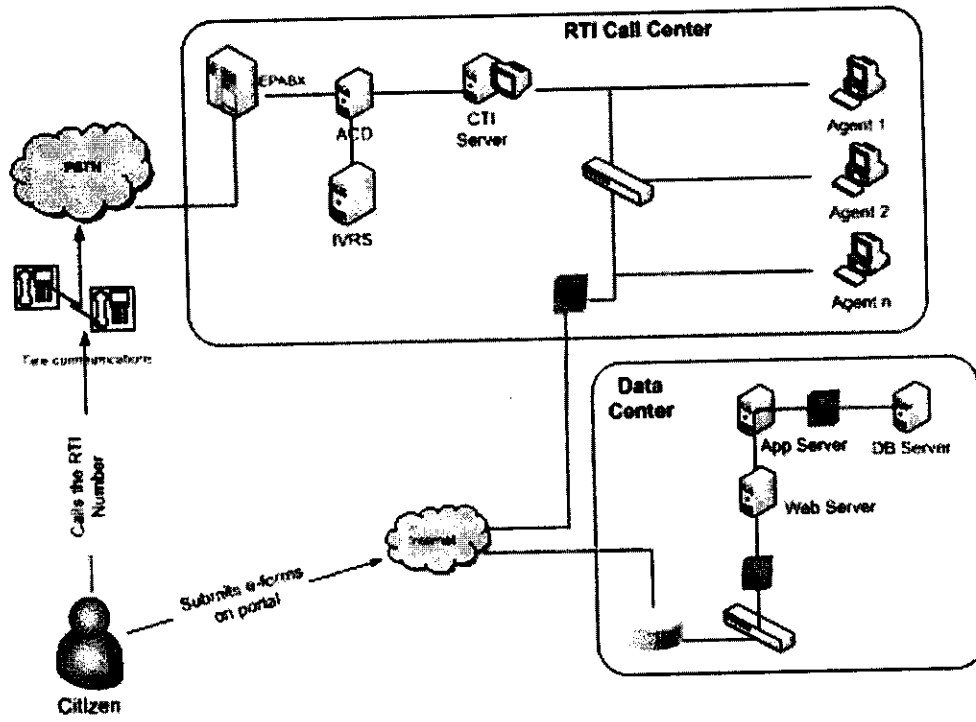 RTI Call Center
EPABx
ACD
CTI
Server
IVRS
Agent 1
Agent 2
Agent n
PSTN
communications
Calls the RTI
Number
Data
Center
App Server
DB Server
Web Server
Internet
Submits e-forms
on portal
Citizen